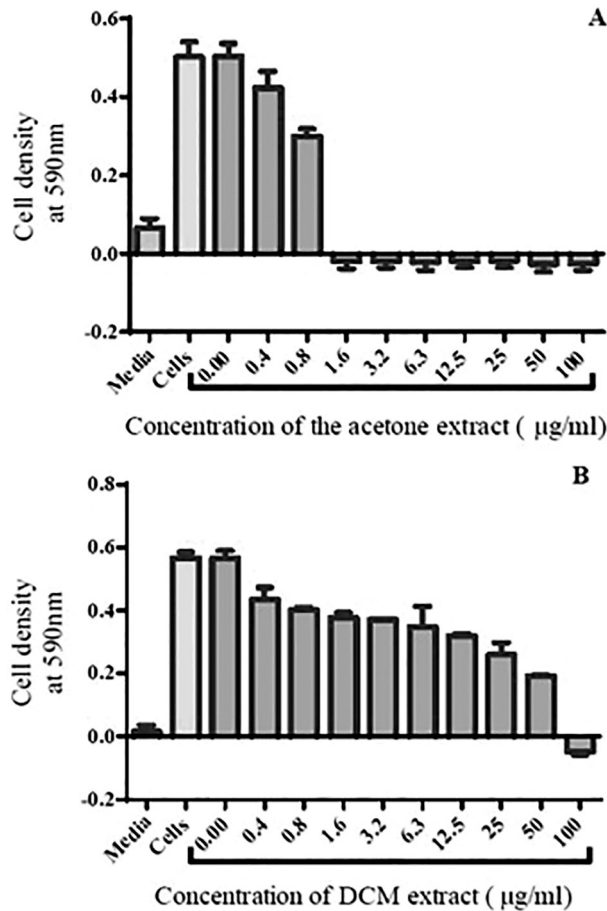 A
0.6
0.4
0.2
0.0
-0.2
Cell density
at 590nm
Media Cells 0.00 0.4 0.8 1.6 3.2 6.3 12.5 25 50 100
Concentration of the acetone extract ( μg/ml)
B
0.8
0.6
0.4
0.2
0.0
-0.2
Cell density
at 590nm
Media Cells 0.00 0.4 0.8 1.6 3.2 6.3 12.5 25 50 100
Concentration of DCM extract ( μg/ml)